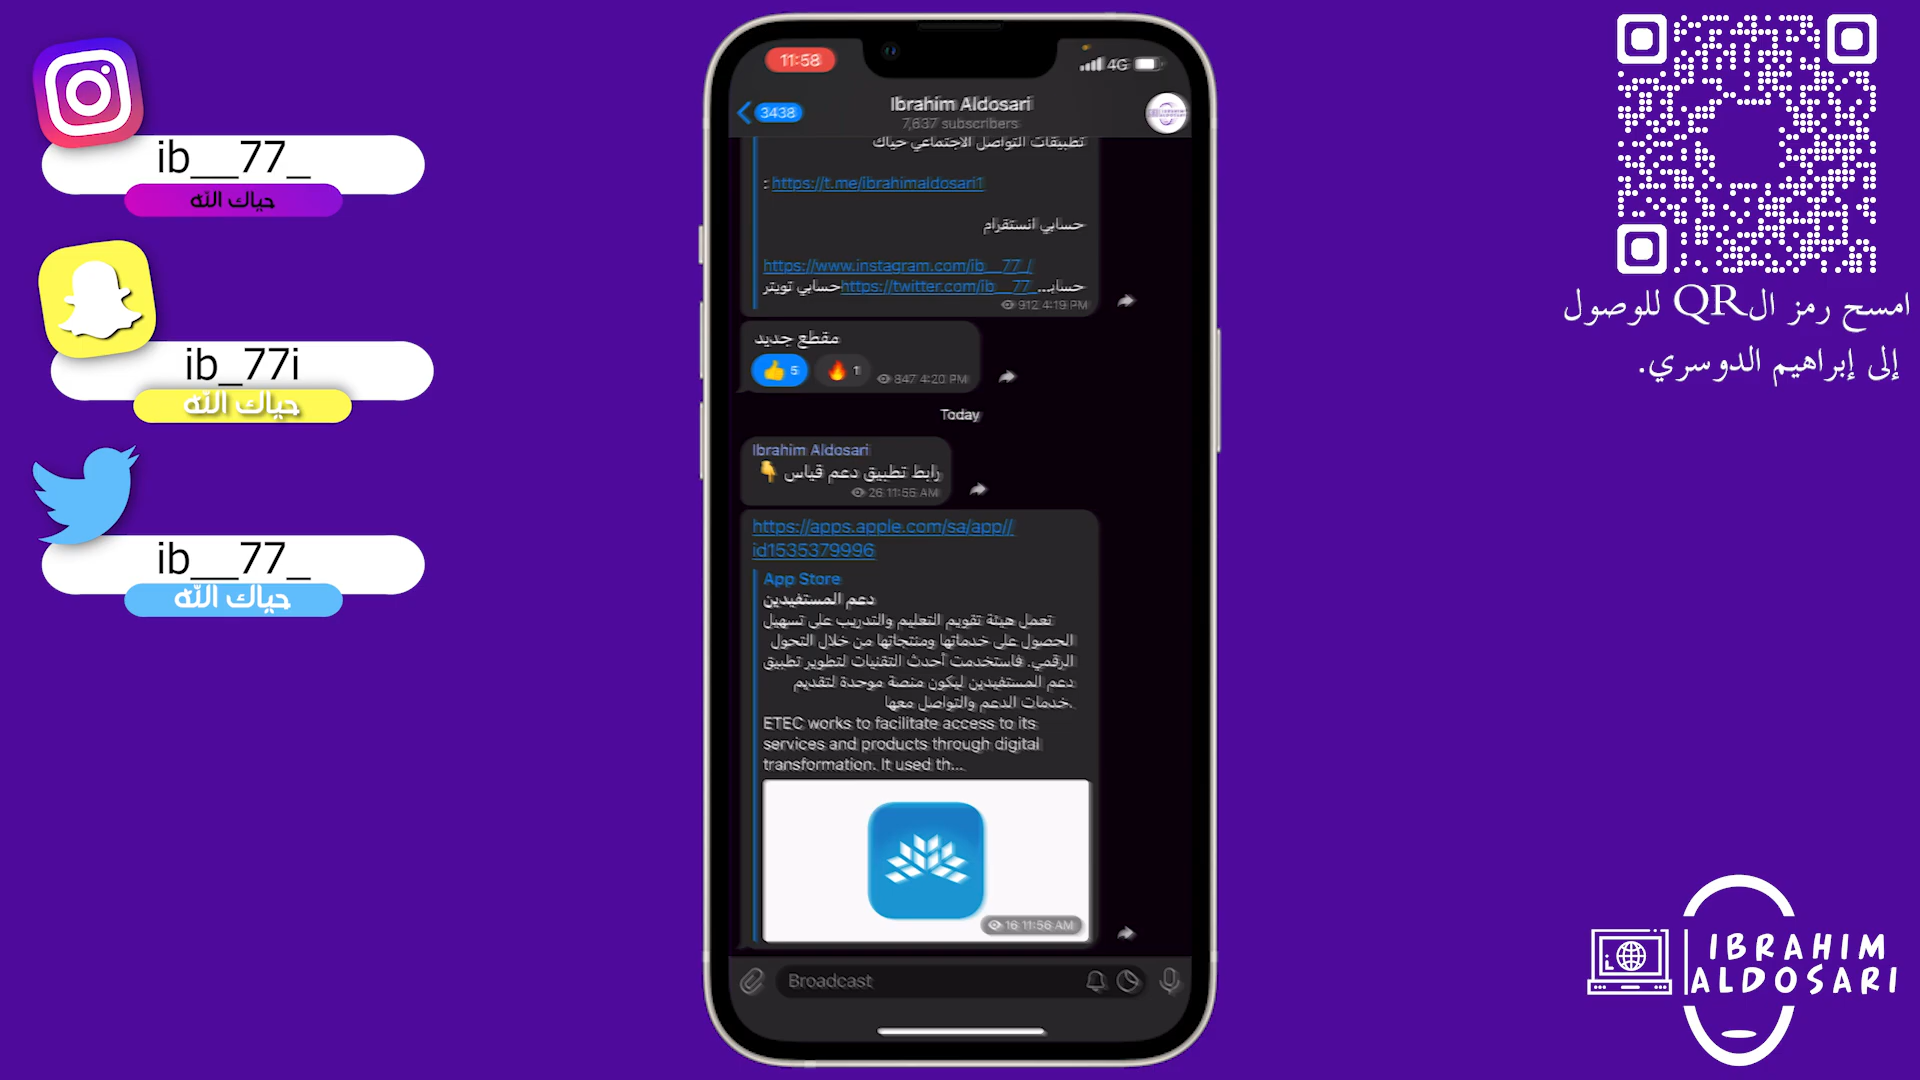 ib__77_
حياك الله
ib_77i
حياك الله
ib__77_
حياك الله
11:58
4G
3438
Ibrahim Aldosari
7,637 subscribers
تطبيقات التواصل الاجتماعي حياك
: https://t.me/ibrahimaldosari1
حسابي انستقرام
https://www.instagram.com/ib__77_/
حسابي تويترhttps://twitter.com/ib__77_...حساب
912 4:19 PM
مقطع جديد
👍 5 🔥 1 847 4:20 PM
Today
Ibrahim Aldosari
رابط تطبيق دعم قياس 👇
26 11:55 AM
https://apps.apple.com/sa/app//
id1535379996
App Store
دعم المستفيدين
تعمل هيئة تقويم التعليم والتدريب على تسهيل
الحصول على خدماتها ومنتجاتها من خلال التحول
الرقمي. فاستخدمت أحدث التقنيات لتطوير تطبيق
دعم المستفيدين ليكون منصة موحدة لتقديم
خدمات الدعم والتواصل معها.
ETEC works to facilitate access to its
services and products through digital
transformation. It used th...
16 11:56 AM
Broadcast
امسح رمز الQR للوصول
إلى إبراهيم الدوسري.
IBRAHIM
ALDOSARI